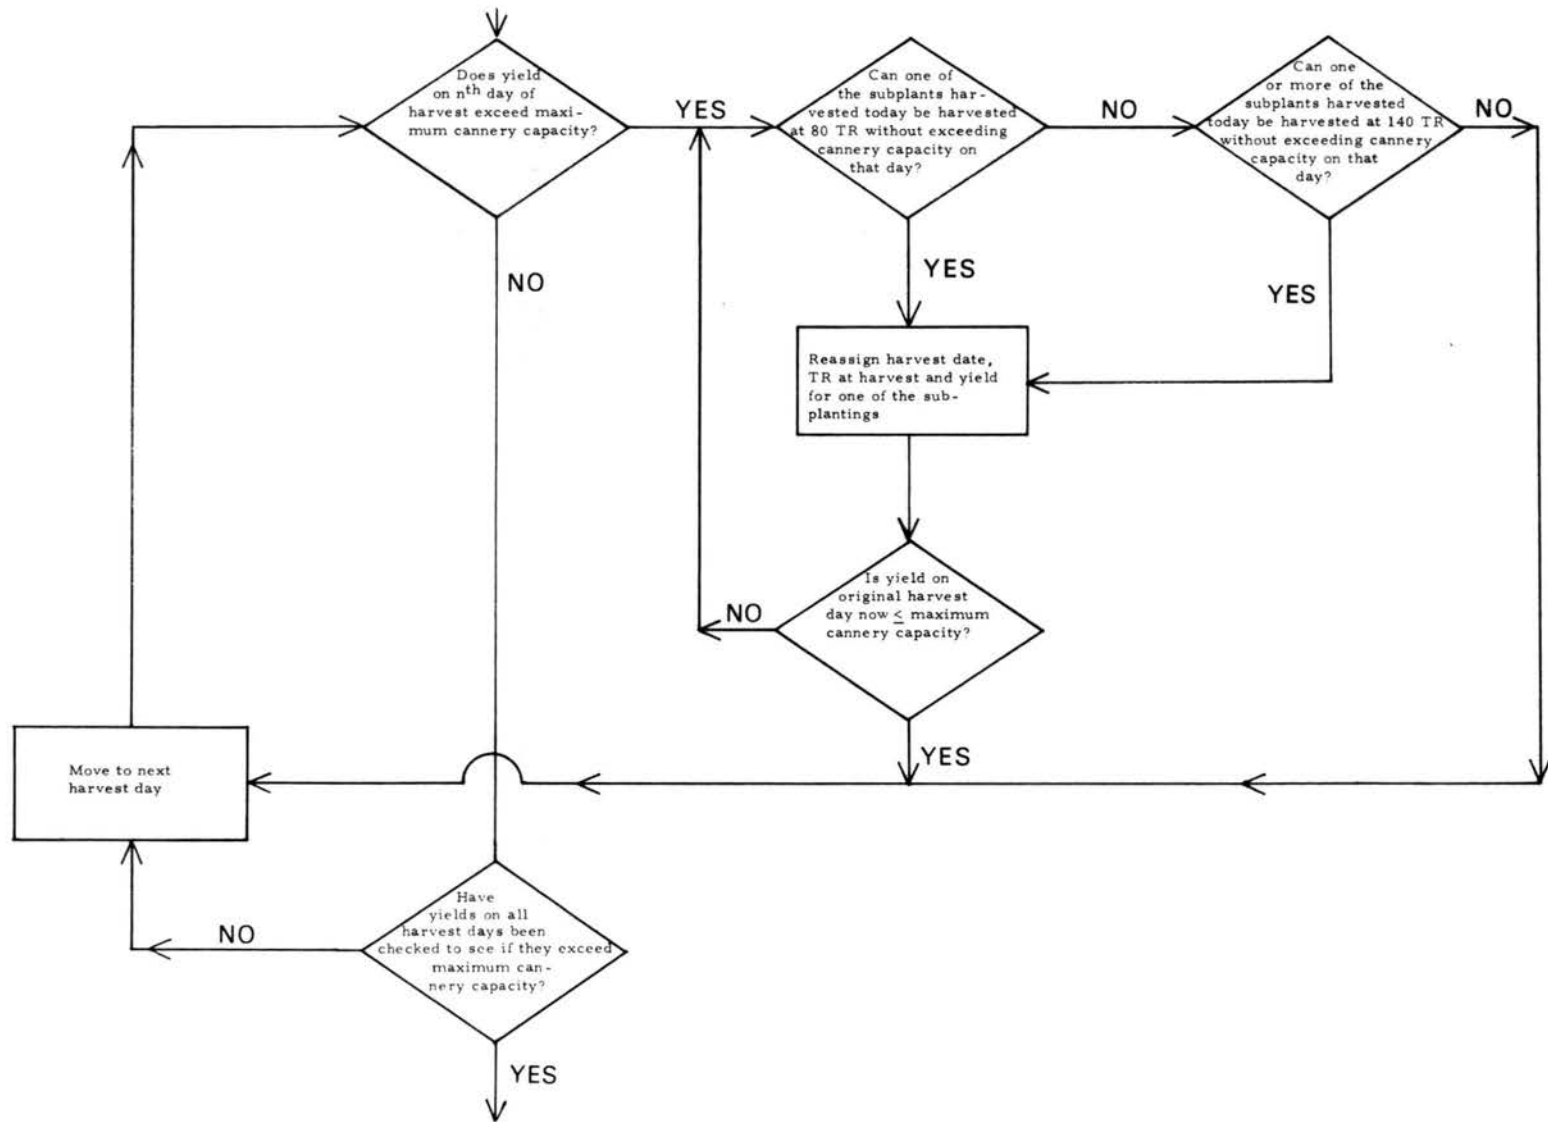 Does yield
on nth day of
harvest exceed maxi-
mum cannery capacity?
YES
Can one of
the subplants har-
vested today be harvested
at 80 TR without exceeding
cannery capacity on
that day?
NO
Can one
or more of the
subplants harvested
today be harvested at 140 TR
without exceeding cannery
capacity on that
day?
NO
NO
YES
YES
Reassign harvest date,
TR at harvest and yield
for one of the sub-
plantings
Is yield on
original harvest
day now ≤ maximum
cannery capacity?
NO
YES
Move to next
harvest day
Have
yields on all
harvest days been
checked to see if they exceed
maximum can-
nery capacity?
NO
YES